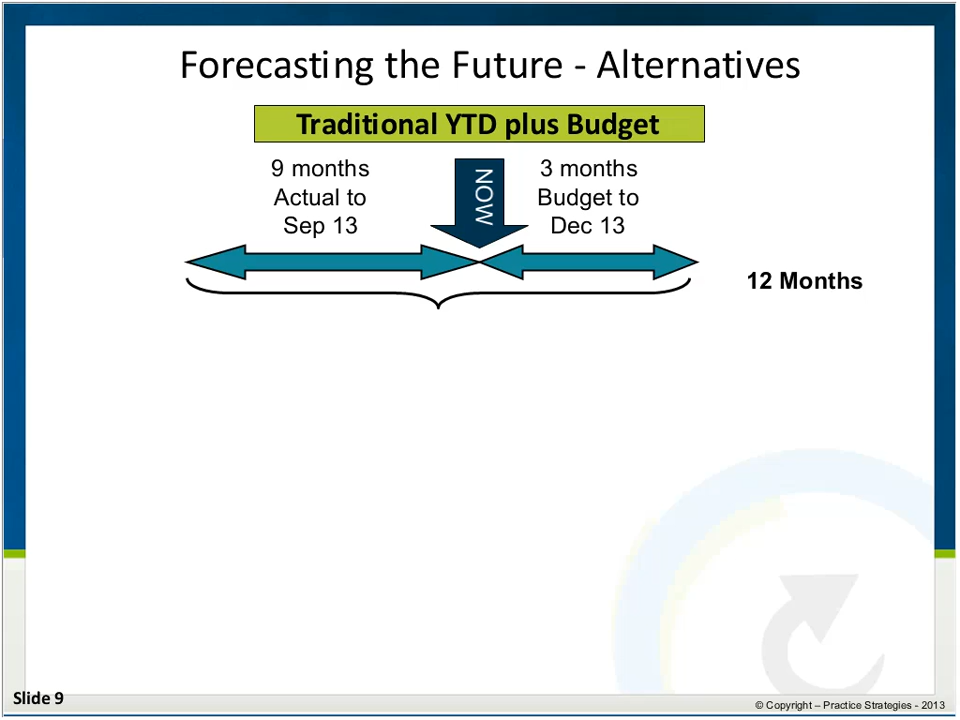 Forecasting the Future - Alternatives
Traditional YTD plus Budget
9 months
Actual to
Sep 13
NOW
3 months
Budget to
Dec 13
12 Months
Slide 9
© Copyright – Practice Strategies - 2013